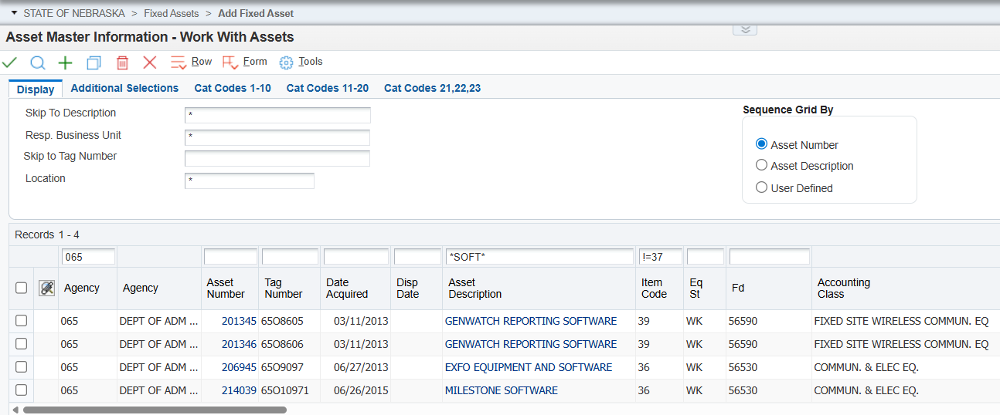 STATE OF NEBRASKA > Fixed Assets > Add Fixed Asset
Asset Master Information - Work With Assets
Row Form Tools
Display Additional Selections Cat Codes 1-10 Cat Codes 11-20 Cat Codes 21,22,23
Skip To Description *
Resp. Business Unit *
Skip to Tag Number
Location *
Sequence Grid By
Asset Number
Asset Description
User Defined
Records 1 - 4
065 *SOFT* !=37
Agency Agency Asset Number Tag Number Date Acquired Disp Date Asset Description Item Code Eq St Fd Accounting Class
065 DEPT OF ADM ... 201345 65O8605 03/11/2013 GENWATCH REPORTING SOFTWARE 39 WK 56590 FIXED SITE WIRELESS COMMUN. EQ
065 DEPT OF ADM ... 201346 65O8606 03/11/2013 GENWATCH REPORTING SOFTWARE 39 WK 56590 FIXED SITE WIRELESS COMMUN. EQ
065 DEPT OF ADM ... 206945 65O9097 06/27/2013 EXFO EQUIPMENT AND SOFTWARE 36 WK 56530 COMMUN. & ELEC EQ.
065 DEPT OF ADM ... 214039 65O10971 06/26/2015 MILESTONE SOFTWARE 36 WK 56530 COMMUN. & ELEC EQ.